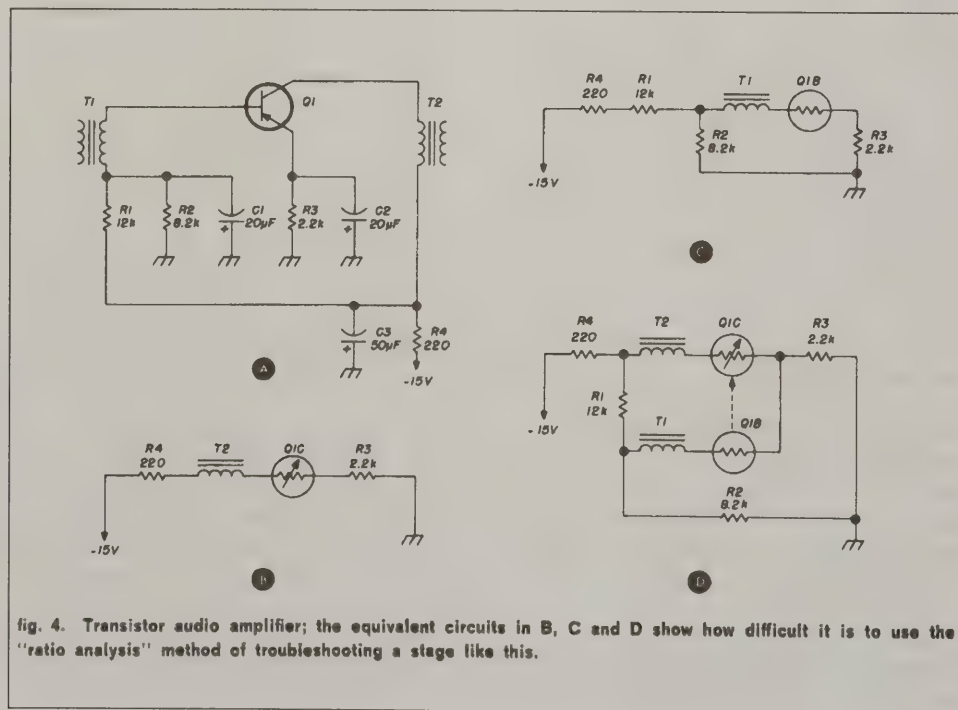 T1
Q1
T2
R1
12k
R2
8.2k
C1
20µF
+
R3
2.2k
C2
20µF
+
C3
50µF
+
R4
220
-15V
A
R4
220
T2
Q1C
R3
2.2k
-15V
B
R4
220
R1
12k
T1
Q1B
R2
8.2k
R3
2.2k
-15V
C
R4
220
T2
Q1C
R3
2.2k
R1
12k
-15V
T1
Q1B
R2
8.2k
D
fig. 4. Transistor audio amplifier; the equivalent circuits in B, C and D show how difficult it is to use the
"ratio analysis" method of troubleshooting a stage like this.